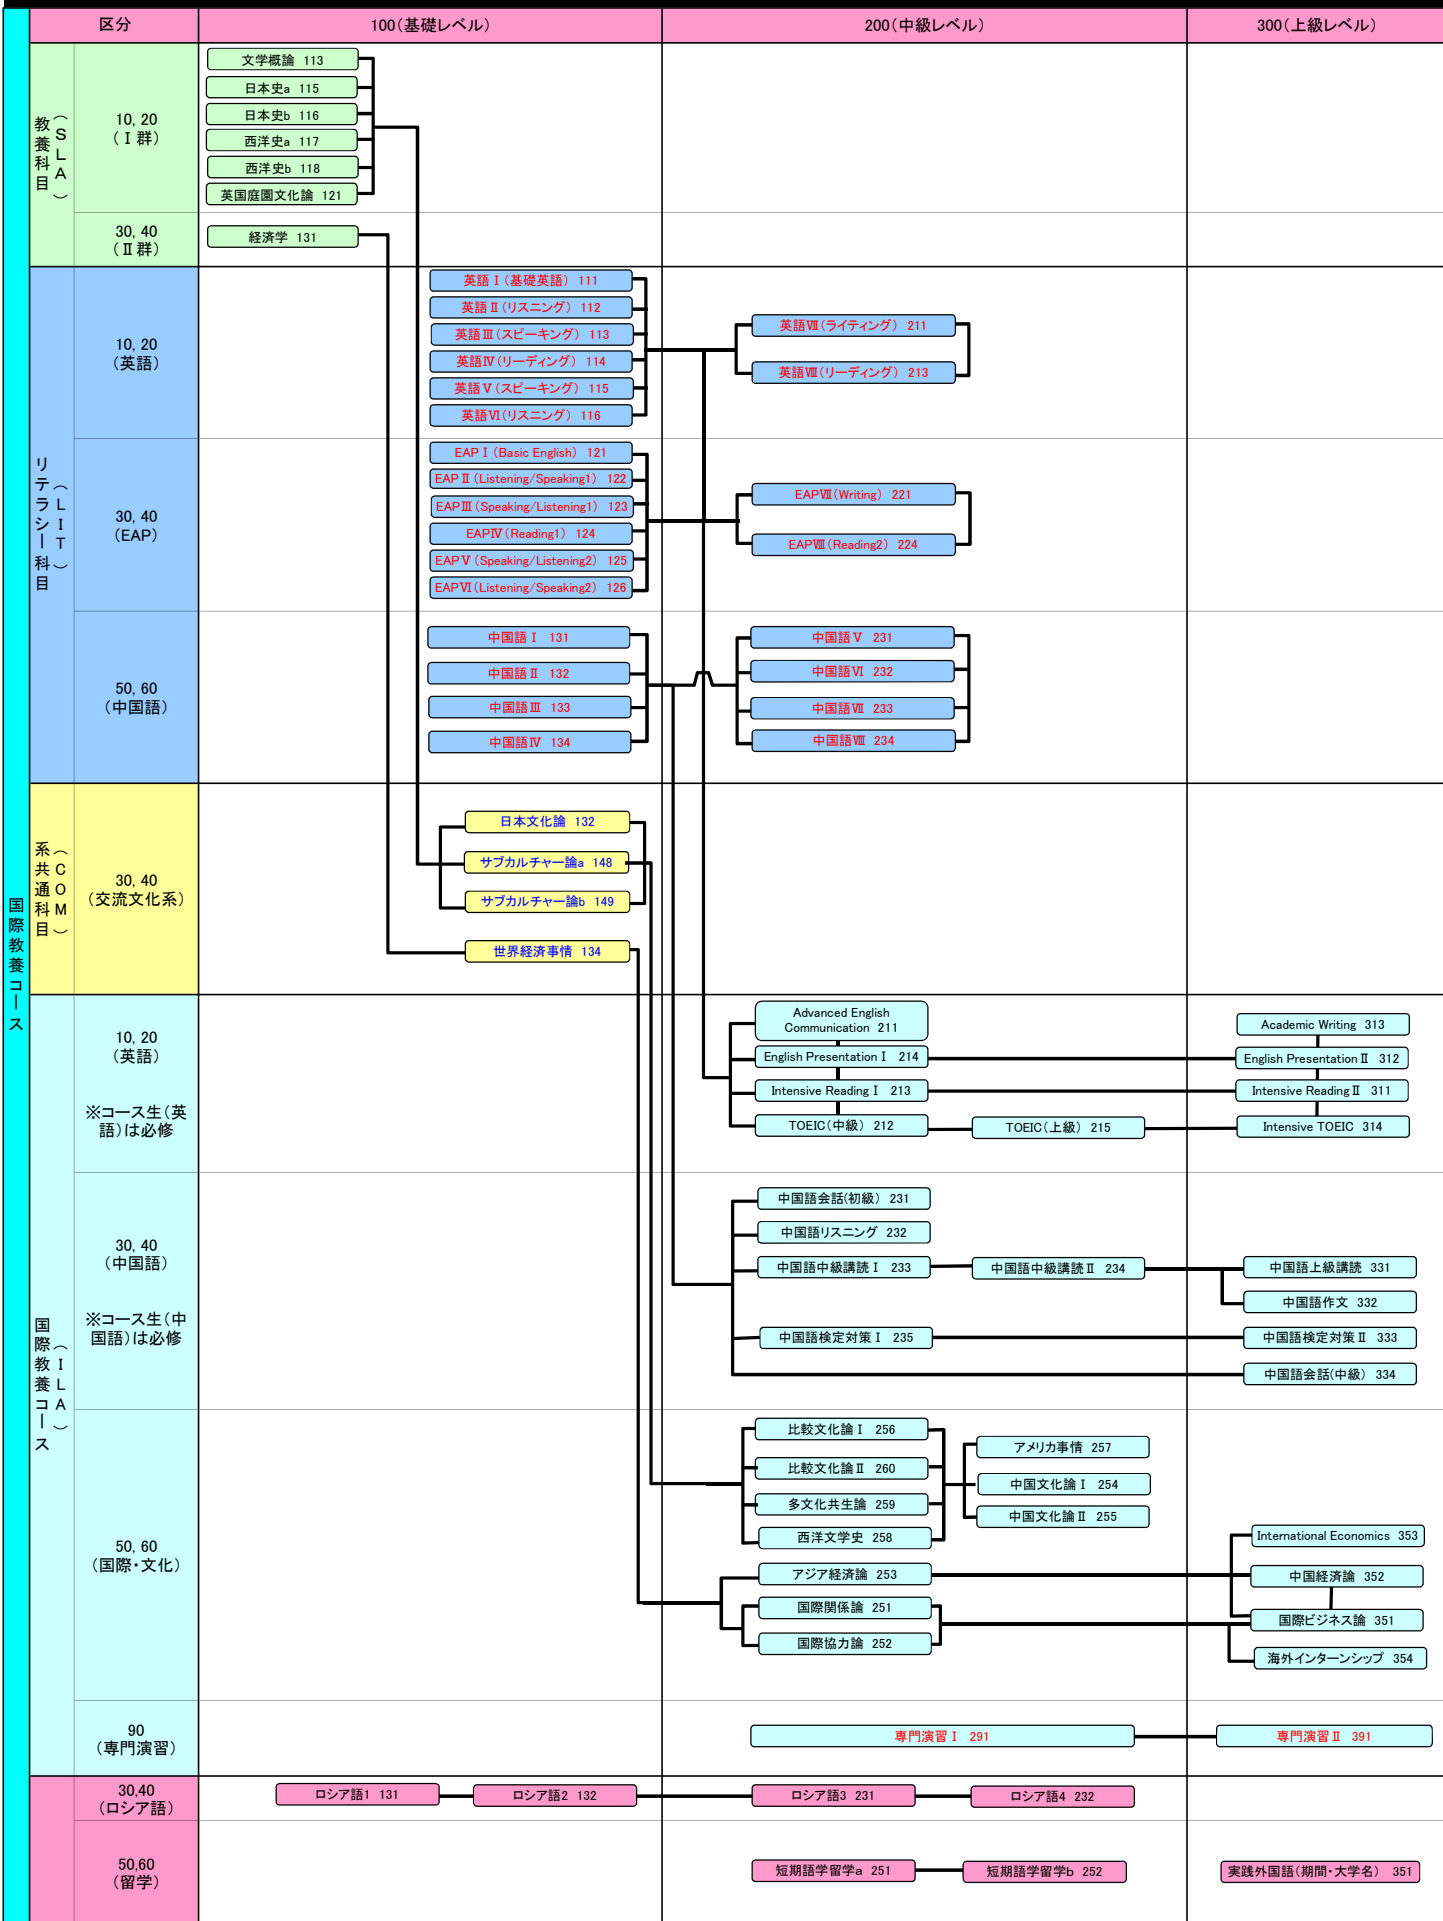 区分
100(基礎レベル)
200(中級レベル)
300(上級レベル)
国際教養コース
教養科目
(SLA)
10, 20
(Ⅰ群)
文学概論 113
日本史a 115
日本史b 116
西洋史a 117
西洋史b 118
英国庭園文化論 121
30, 40
(Ⅱ群)
経済学 131
リテラシー科目
(LIT)
10, 20
(英語)
英語Ⅰ(基礎英語) 111
英語Ⅱ(リスニング) 112
英語Ⅲ(スピーキング) 113
英語Ⅳ(リーディング) 114
英語Ⅴ(スピーキング) 115
英語Ⅵ(リスニング) 116
英語Ⅶ(ライティング) 211
英語Ⅷ(リーディング) 213
30, 40
(EAP)
EAPⅠ(Basic English) 121
EAPⅡ(Listening/Speaking1) 122
EAPⅢ(Speaking/Listening1) 123
EAPⅣ(Reading1) 124
EAPⅤ(Speaking/Listening2) 125
EAPⅥ(Listening/Speaking2) 126
EAPⅦ(Writing) 221
EAPⅧ(Reading2) 224
50, 60
(中国語)
中国語Ⅰ 131
中国語Ⅱ 132
中国語Ⅲ 133
中国語Ⅳ 134
中国語Ⅴ 231
中国語Ⅵ 232
中国語Ⅶ 233
中国語Ⅷ 234
系共通科目
(COM)
30, 40
(交流文化系)
日本文化論 132
サブカルチャー論a 148
サブカルチャー論b 149
世界経済事情 134
国際教養コース
(ILA)
10, 20
(英語)
※コース生(英
語)は必修
Advanced English
Communication 211
English Presentation Ⅰ 214
Intensive Reading Ⅰ 213
TOEIC(中級) 212
TOEIC(上級) 215
Academic Writing 313
English Presentation Ⅱ 312
Intensive Reading Ⅱ 311
Intensive TOEIC 314
30, 40
(中国語)
※コース生(中
国語)は必修
中国語会話(初級) 231
中国語リスニング 232
中国語中級講読Ⅰ 233
中国語中級講読Ⅱ 234
中国語上級講読 331
中国語作文 332
中国語検定対策Ⅰ 235
中国語検定対策Ⅱ 333
中国語会話(中級) 334
50, 60
(国際・文化)
比較文化論Ⅰ 256
比較文化論Ⅱ 260
多文化共生論 259
西洋文学史 258
アメリカ事情 257
中国文化論Ⅰ 254
中国文化論Ⅱ 255
アジア経済論 253
国際関係論 251
国際協力論 252
International Economics 353
中国経済論 352
国際ビジネス論 351
海外インターンシップ 354
90
(専門演習)
専門演習Ⅰ 291
専門演習Ⅱ 391
30,40
(ロシア語)
ロシア語1 131
ロシア語2 132
ロシア語3 231
ロシア語4 232
50,60
(留学)
短期語学留学a 251
短期語学留学b 252
実践外国語(期間・大学名) 351